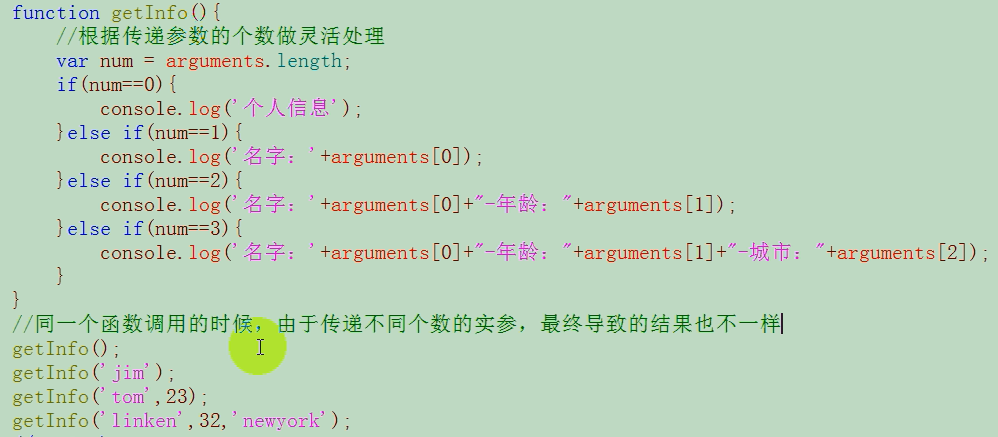 function getInfo(){
    //根据传递参数的个数做灵活处理
    var num = arguments.length;
    if(num==0){
        console.log('个人信息');
    }else if(num==1){
        console.log('名字：'+arguments[0]);
    }else if(num==2){
        console.log('名字：'+arguments[0]+"-年龄："+arguments[1]);
    }else if(num==3){
        console.log('名字：'+arguments[0]+"-年龄："+arguments[1]+"-城市："+arguments[2]);
    }
}
//同一个函数调用的时候，由于传递不同个数的实参，最终导致的结果也不一样
getInfo();
getInfo('jim');
getInfo('tom',23);
getInfo('linken',32,'newyork');